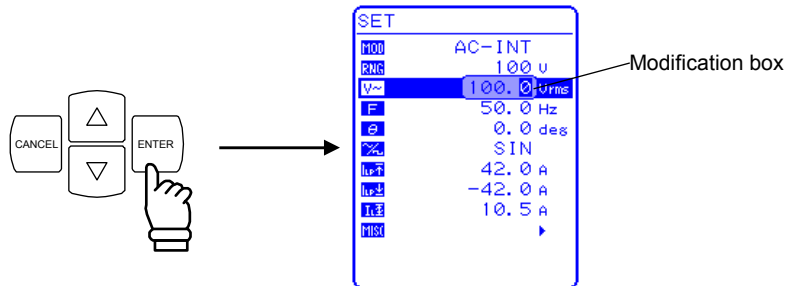 CANCEL
ENTER
SET
MOD AC-INT
RNG 100 V
V~ 100.0 Vrms
F 50.0 Hz
θ 0.0 deg
SIN
42.0 A
-42.0 A
10.5 A
MISC
Modification box